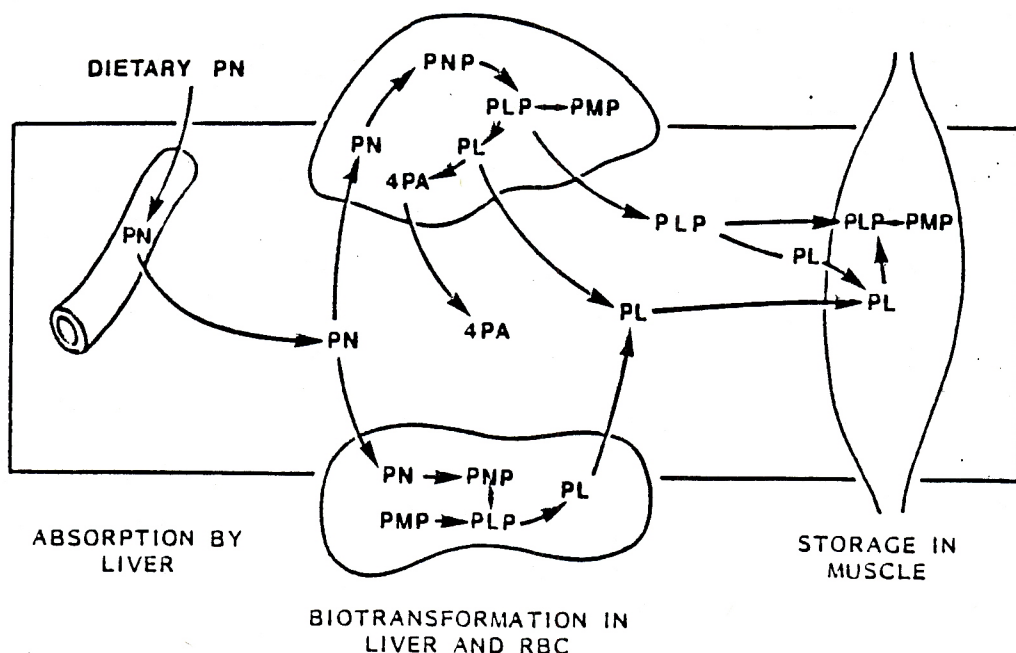 DIETARY PN
PN
PN
PN
PNP
PLP PMP
PL
4PA
4PA
PLP
PL
PL
PLP PMP
PL
PN PNP
PMP PLP
PL
ABSORPTION BY
LIVER
BIOTRANSFORMATION IN
LIVER AND RBC
STORAGE IN
MUSCLE